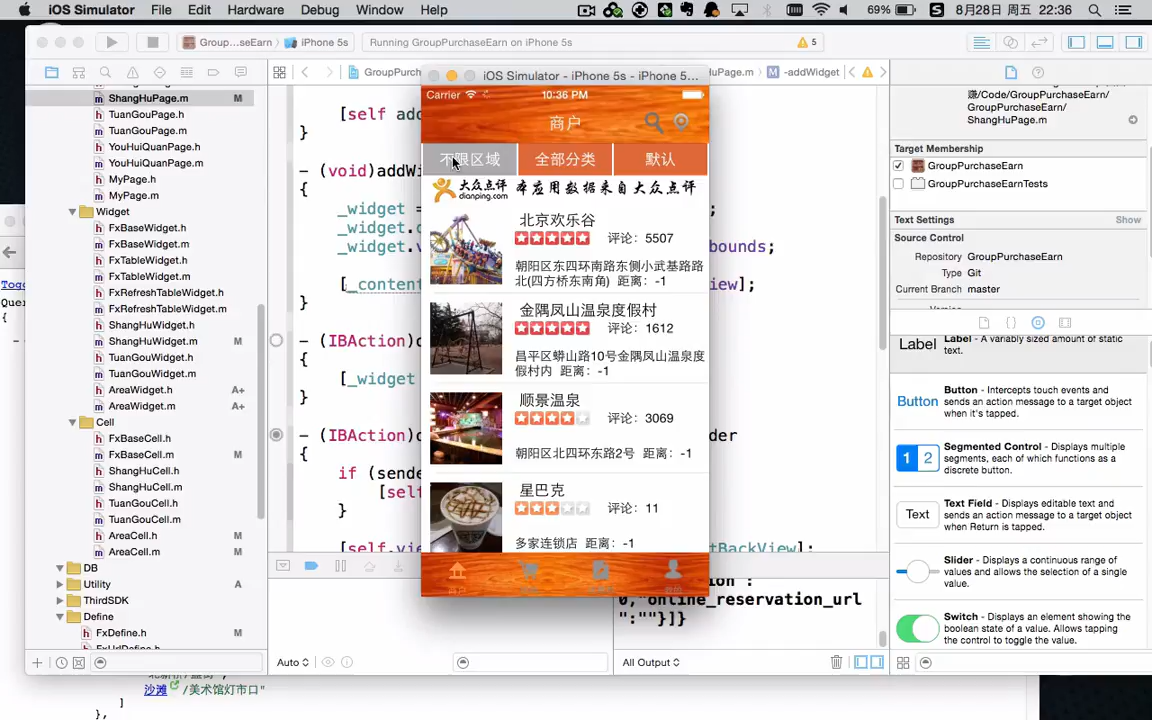 iOS Simulator File Edit Hardware Debug Window Help 69% 8月28日 周五 22:36
Group...seEarn iPhone 5s Running GroupPurchaseEarn on iPhone 5s 5
GroupPurc
Page.m -addWidget
iOS Simulator - iPhone 5s - iPhone 5...
Carrier 10:36 PM
商户
不限区域 全部分类 默认
大众点评 dianping.com 本应用数据来自大众点评
北京欢乐谷
评论：5507
朝阳区东四环南路东侧小武基路路
北(四方桥东南角) 距离：-1
金隅凤山温泉度假村
评论：1612
昌平区蟒山路10号金隅凤山温泉度
假村内 距离：-1
顺景温泉
评论：3069
朝阳区北四环东路2号 距离：-1
星巴克
评论：11
多家连锁店 距离：-1
商户
ShangHuPage.m M
TuanGouPage.h
TuanGouPage.m
YouHuiQuanPage.h
YouHuiQuanPage.m
MyPage.h
MyPage.m
Widget
FxBaseWidget.h
FxBaseWidget.m
FxTableWidget.h
FxTableWidget.m
FxRefreshTableWidget.h
FxRefreshTableWidget.m
ShangHuWidget.h
ShangHuWidget.m M
TuanGouWidget.h
TuanGouWidget.m
AreaWidget.h A+
AreaWidget.m A+
Cell
FxBaseCell.h
FxBaseCell.m M
ShangHuCell.h
ShangHuCell.m
TuanGouCell.h
TuanGouCell.m
AreaCell.h
AreaCell.m
DB
Utility A
ThirdSDK
Define
FxDefine.h M
FxUrlDefine.h
[self ad
}
- (void)addWi
{
_widget =
_widget.
_widget.v bounds;
[_content iew];
}
- (IBAction)
{
[_widget
}
- (IBAction) der
{
if (sende
[sel
}
[self.vie tBackView];
0,"online_reservation_url
":""}]}
Auto
All Output
赚/Code/GroupPurchaseEarn/
GroupPurchaseEarn/
ShangHuPage.m
Target Membership
GroupPurchaseEarn
GroupPurchaseEarnTests
Text Settings Show
Source Control
Repository GroupPurchaseEarn
Type Git
Current Branch master
Version
Label Label - A variably sized amount of static
text.
Button Button - Intercepts touch events and
sends an action message to a target object
when it's tapped.
1 2 Segmented Control - Displays multiple
segments, each of which functions as a
discrete button.
Text Text Field - Displays editable text and
sends an action message to a target object
when Return is tapped.
Slider - Displays a continuous range of
values and allows the selection of a single
value.
Switch - Displays an element showing the
boolean state of a value. Allows tapping
the control to toggle the value.
Togg
Quer
{
沙滩/美术馆灯市口"
]
},